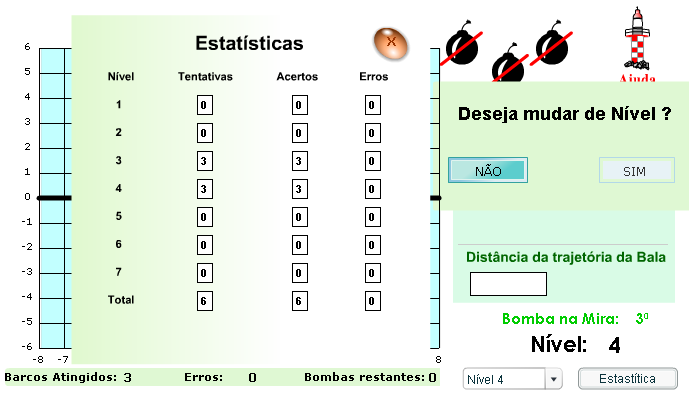 Estatísticas
X
Nível Tentativas Acertos Erros
1 0 0 0
2 0 0 0
3 3 3 0
4 3 3 0
5 0 0 0
6 0 0 0
7 0 0 0
Total 6 6 0
6
5
4
3
2
1
0
-1
-2
-3
-4
-5
-6
-8 -7 8
Barcos Atingidos: 3 Erros: 0 Bombas restantes: 0
Ajuda
Deseja mudar de Nível ?
NÃO SIM
Distância da trajetória da Bala
Bomba na Mira: 3ª
Nível: 4
Nível 4 Estastítica